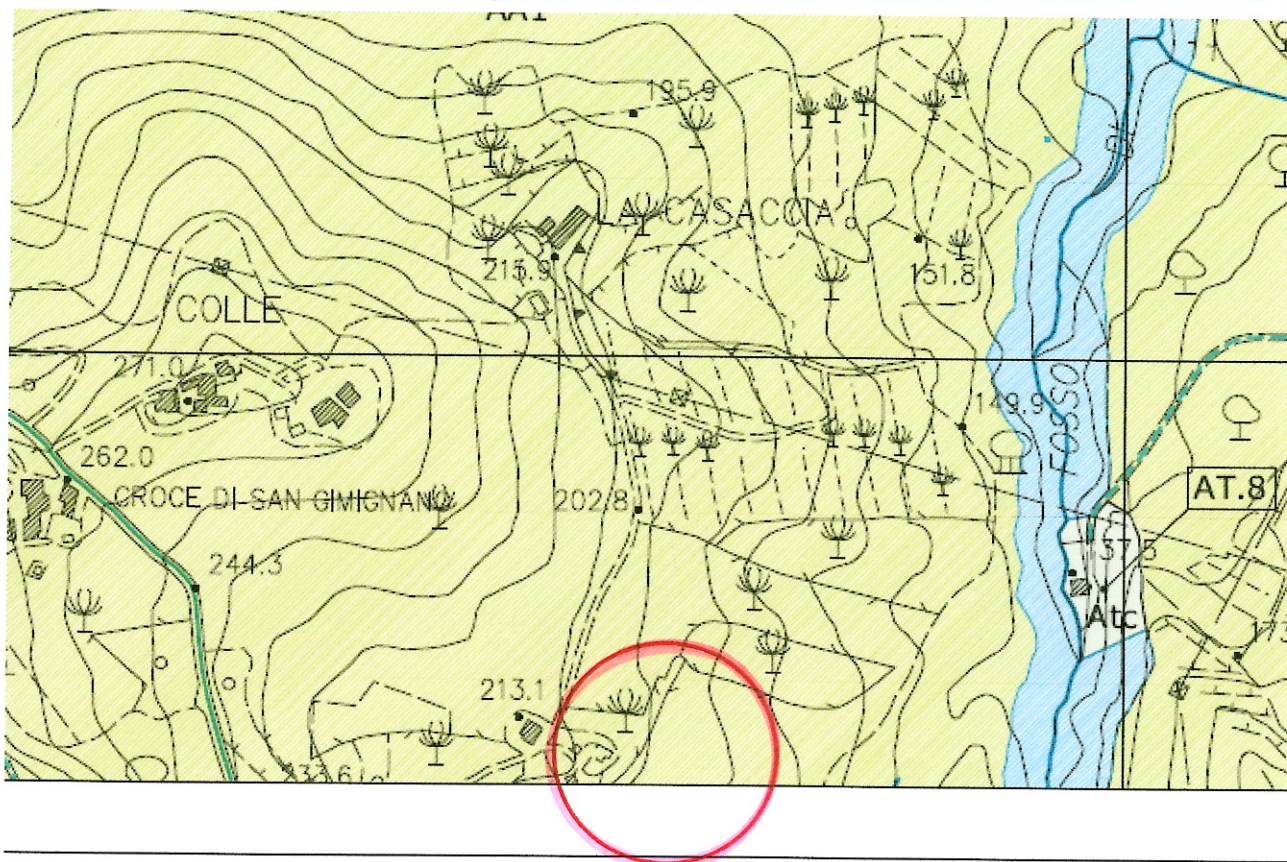 195.9
LA CASACCIA
215.9
151.8
COLLE
271.0
149.9
FOSSO
262.0
AT.8
CROCE DI SAN GIMIGNANO
202.8
244.3
Atc
213.1